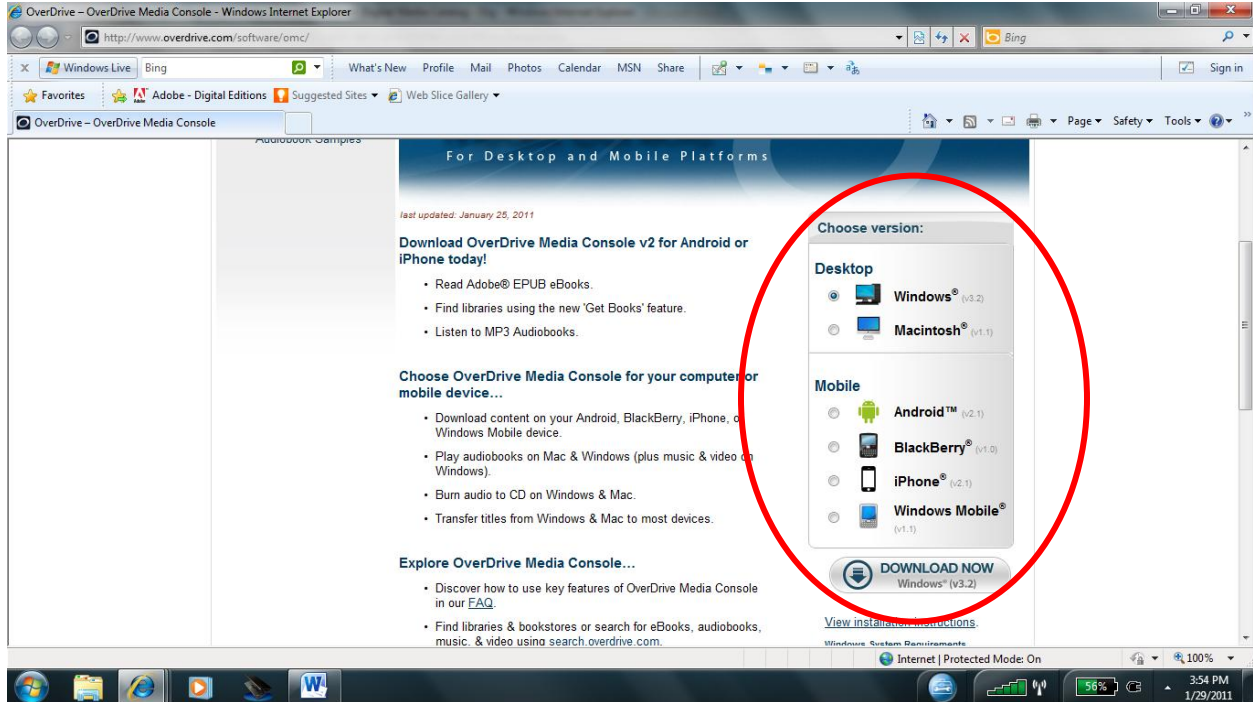 OverDrive – OverDrive Media Console - Windows Internet Explorer
http://www.overdrive.com/software/omc/
Bing
x Windows Live Bing What's New Profile Mail Photos Calendar MSN Share Sign in
Favorites Adobe - Digital Editions Suggested Sites Web Slice Gallery
OverDrive – OverDrive Media Console Page Safety Tools
Audiobook Samples
For Desktop and Mobile Platforms
last updated: January 25, 2011
Download OverDrive Media Console v2 for Android or
iPhone today!
• Read Adobe® EPUB eBooks.
• Find libraries using the new 'Get Books' feature.
• Listen to MP3 Audiobooks.
Choose OverDrive Media Console for your computer or
mobile device…
• Download content on your Android, BlackBerry, iPhone, or
Windows Mobile device.
• Play audiobooks on Mac & Windows (plus music & video on
Windows).
• Burn audio to CD on Windows & Mac.
• Transfer titles from Windows & Mac to most devices.
Explore OverDrive Media Console…
• Discover how to use key features of OverDrive Media Console
in our FAQ.
• Find libraries & bookstores or search for eBooks, audiobooks,
music, & video using search.overdrive.com.
Choose version:
Desktop
Windows® (v3.2)
Macintosh® (v1.1)
Mobile
Android™ (v2.1)
BlackBerry® (v1.0)
iPhone® (v2.1)
Windows Mobile®
(v1.1)
DOWNLOAD NOW
Windows® (v3.2)
View installation instructions.
Windows System Requirements
Internet | Protected Mode: On 100%
56%
3:54 PM
1/29/2011